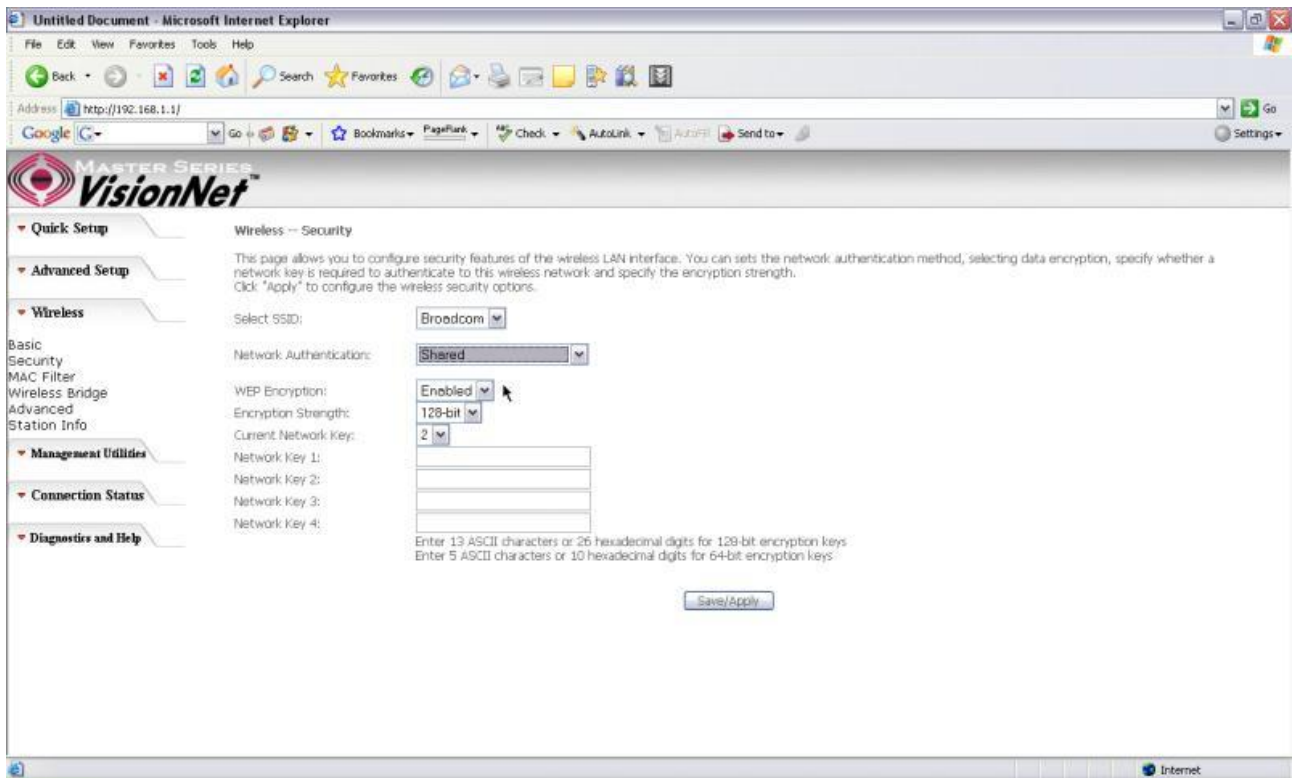 Untitled Document - Microsoft Internet Explorer
File Edit View Favorites Tools Help
Back Search Favorites
Address http://192.168.1.1/ Go
Google G Go Bookmarks PageRank Check AutoLink AutoFill Send to Settings
MASTER SERIES
VisionNet™
Quick Setup
Advanced Setup
Wireless
Basic
Security
MAC Filter
Wireless Bridge
Advanced
Station Info
Management Utilities
Connection Status
Diagnostics and Help
Wireless -- Security
This page allows you to configure security features of the wireless LAN interface. You can sets the network authentication method, selecting data encryption, specify whether a
network key is required to authenticate to this wireless network and specify the encryption strength.
Click "Apply" to configure the wireless security options.
Select SSID: Broadcom
Network Authentication: Shared
WEP Encryption: Enabled
Encryption Strength: 128-bit
Current Network Key: 2
Network Key 1:
Network Key 2:
Network Key 3:
Network Key 4:
Enter 13 ASCII characters or 26 hexadecimal digits for 128-bit encryption keys
Enter 5 ASCII characters or 10 hexadecimal digits for 64-bit encryption keys
Save/Apply
Internet